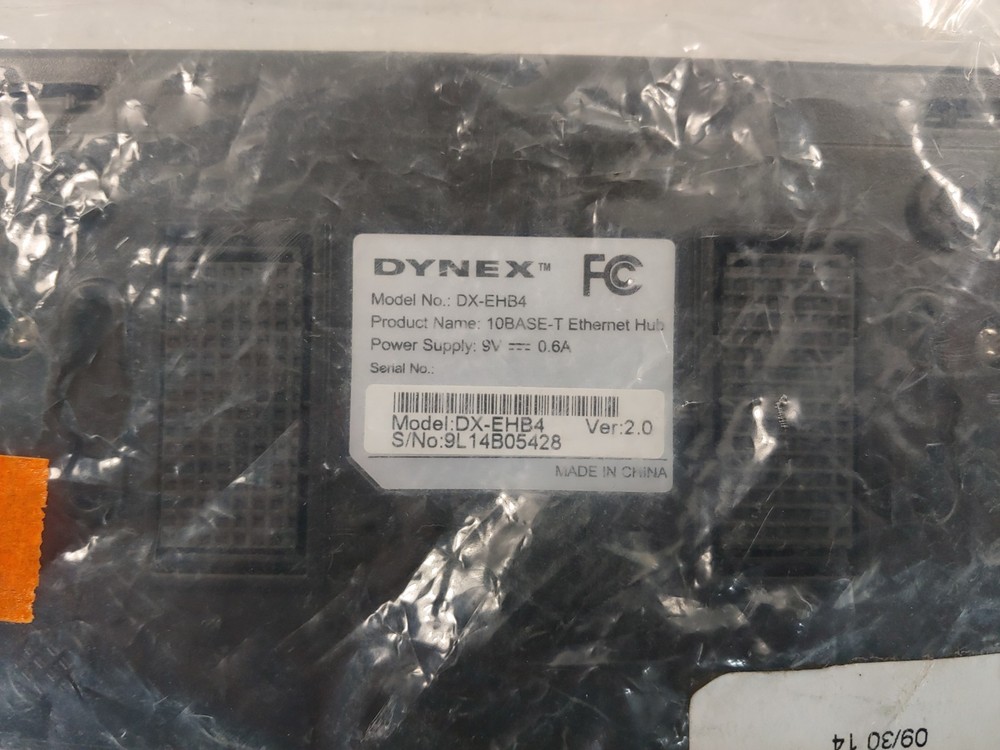 DYNEX™ FC
Model No.: DX-EHB4
Product Name: 10BASE-T Ethernet Hub
Power Supply: 9V ⎓ 0.6A
Serial No.:
Model:DX-EHB4 Ver:2.0
S/No:9L14B05428
MADE IN CHINA
09/30 14